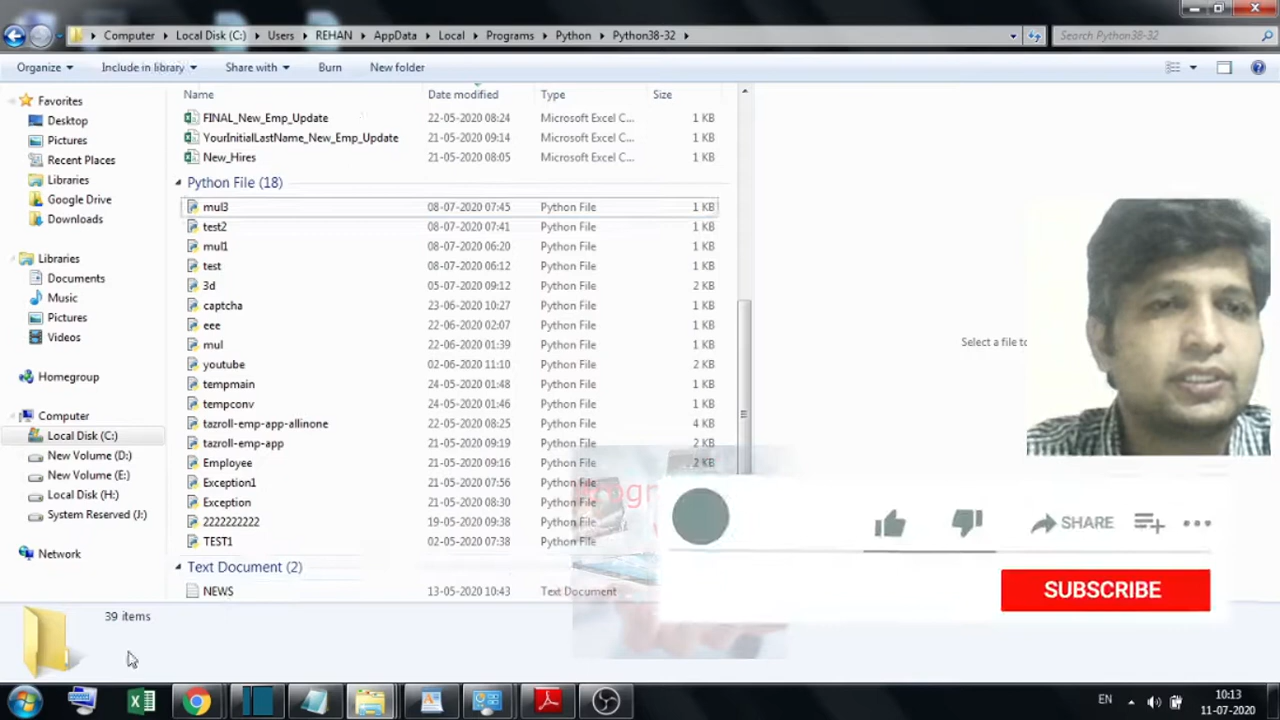 Computer Local Disk (C:) Users REHAN AppData Local Programs Python Python38-32 Search Python38-32
Organize Include in library Share with Burn New folder
Name Date modified Type Size
Favorites
Desktop
Pictures
Recent Places
Libraries
Google Drive
Downloads
Libraries
Documents
Music
Pictures
Videos
Homegroup
Computer
Local Disk (C:)
New Volume (D:)
New Volume (E:)
Local Disk (H:)
System Reserved (J:)
Network
FINAL_New_Emp_Update 22-05-2020 08:24 Microsoft Excel C... 1 KB
YourInitialLastName_New_Emp_Update 21-05-2020 09:14 Microsoft Excel C... 1 KB
New_Hires 21-05-2020 08:05 Microsoft Excel C... 1 KB
Python File (18)
mul3 08-07-2020 07:45 Python File 1 KB
test2 08-07-2020 07:41 Python File 1 KB
mul1 08-07-2020 06:20 Python File 1 KB
test 08-07-2020 06:12 Python File 1 KB
3d 05-07-2020 09:12 Python File 2 KB
captcha 23-06-2020 10:27 Python File 1 KB
eee 22-06-2020 02:07 Python File 1 KB
mul 22-06-2020 01:39 Python File 1 KB
youtube 02-06-2020 11:10 Python File 2 KB
tempmain 24-05-2020 01:48 Python File 1 KB
tempconv 24-05-2020 01:46 Python File 1 KB
tazroll-emp-app-allinone 22-05-2020 08:25 Python File 4 KB
tazroll-emp-app 21-05-2020 09:19 Python File 2 KB
Employee 21-05-2020 09:16 Python File 2 KB
Exception1 21-05-2020 07:56 Python File
Exception 21-05-2020 08:30 Python File
2222222222 19-05-2020 09:38 Python File
TEST1 02-05-2020 07:38 Python File
Text Document (2)
NEWS 13-05-2020 10:43 Text Document
Select a file to
SHARE
SUBSCRIBE
39 items
EN 10:13
11-07-2020